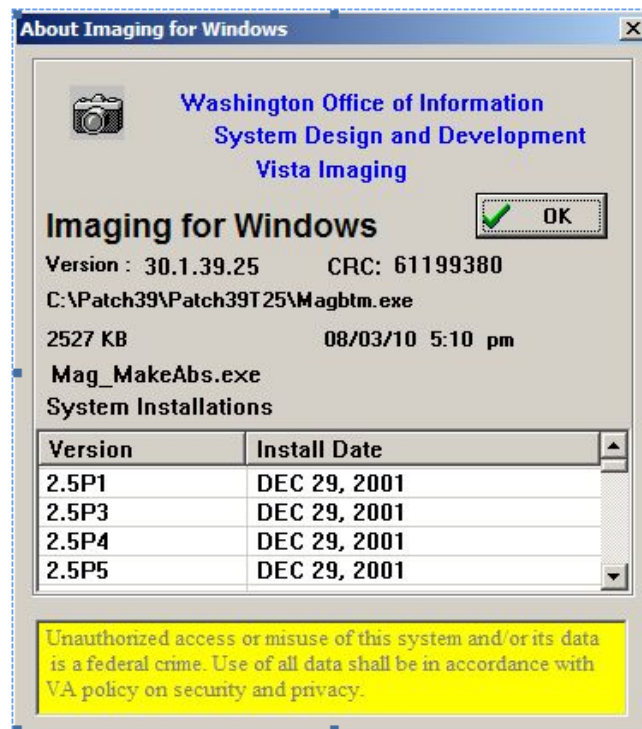 About Imaging for Windows
Washington Office of Information
System Design and Development
Vista Imaging
Imaging for Windows
OK
Version : 30.1.39.25 CRC: 61199380
C:\Patch39\Patch39T25\Magbtm.exe
2527 KB 08/03/10 5:10 pm
Mag_MakeAbs.exe
System Installations
Version Install Date
2.5P1 DEC 29, 2001
2.5P3 DEC 29, 2001
2.5P4 DEC 29, 2001
2.5P5 DEC 29, 2001
Unauthorized access or misuse of this system and/or its data
is a federal crime. Use of all data shall be in accordance with
VA policy on security and privacy.